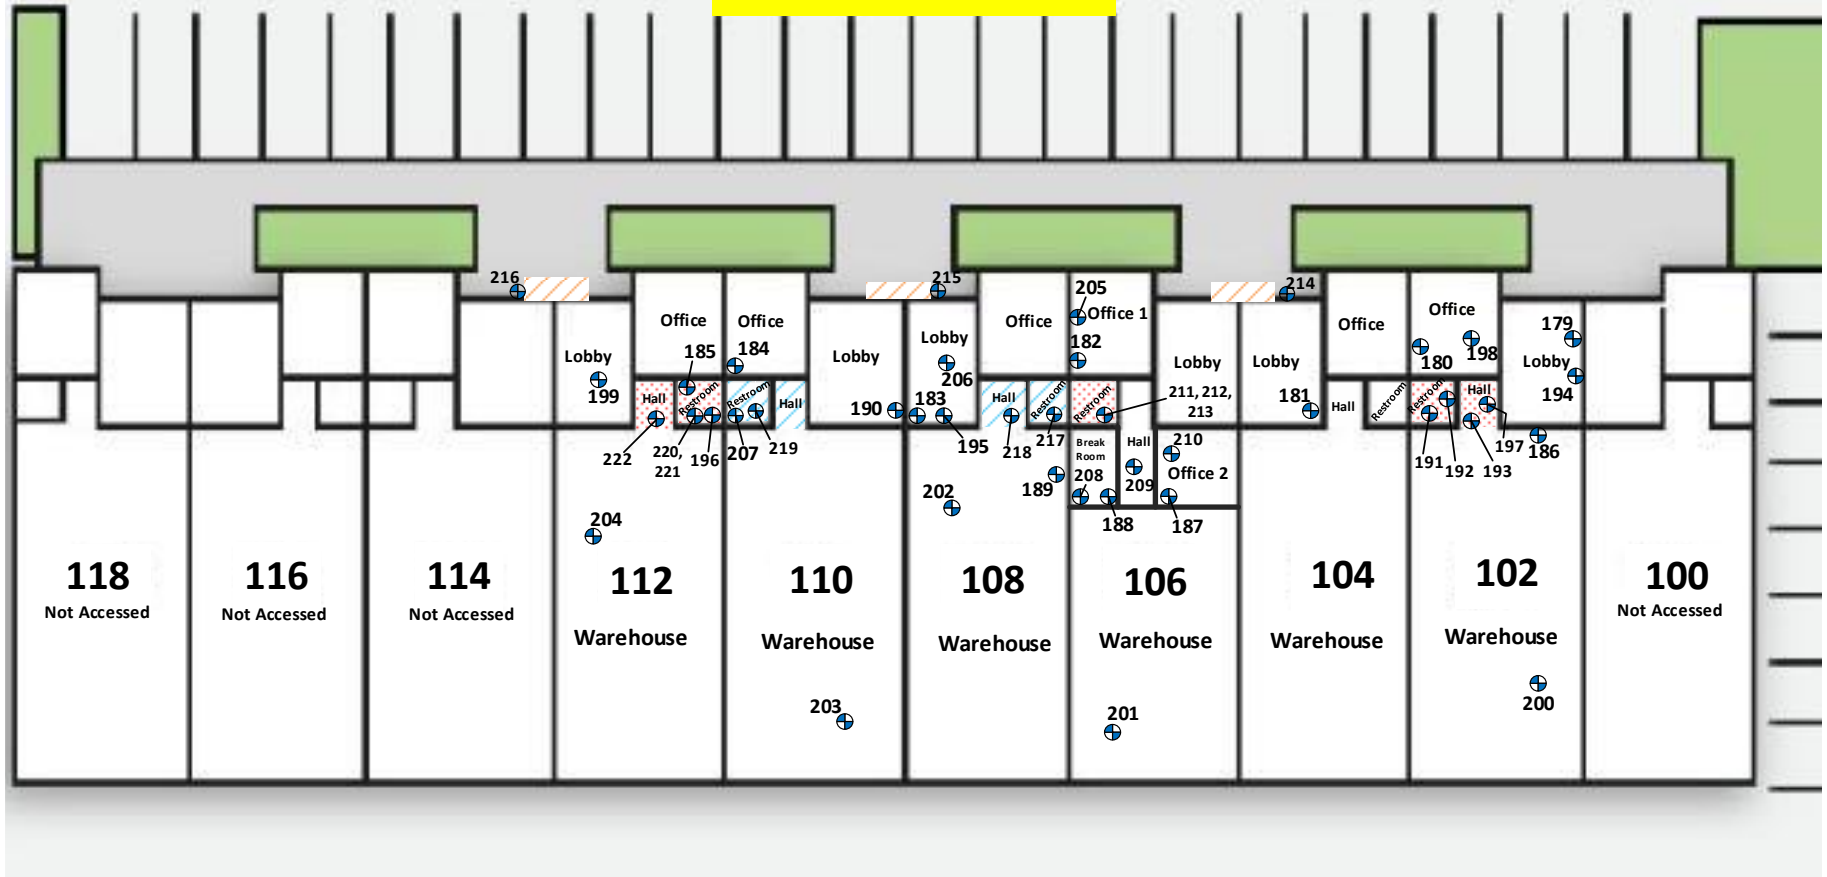 216
215
214
205
Office
Office
Office
Office 1
Office
Office
179
185
184
Lobby
182
180
198
Lobby
Lobby
206
Lobby
Lobby
Lobby
199
194
Hall
Restroom
Restroom
Hall
190
183
Hall
Restroom
Restroom
211, 212,
213
181
Hall
Restroom
Restroom
Hall
222
220,
221
196
207
219
195
218
217
Break
Room
Hall
210
191
192
193
197
186
202
189
208
209
Office 2
188
187
204
118
Not Accessed
116
Not Accessed
114
Not Accessed
112
Warehouse
110
Warehouse
108
Warehouse
106
Warehouse
104
Warehouse
102
Warehouse
100
Not Accessed
203
201
200